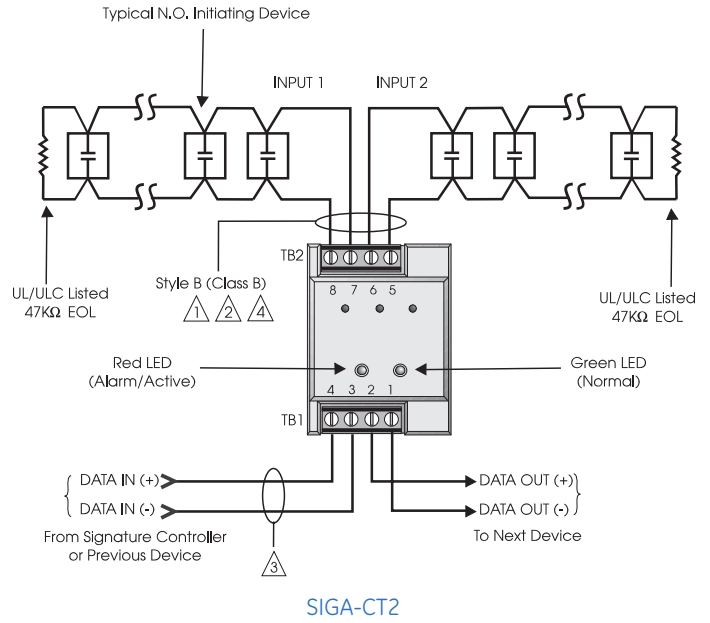 Typical N.O. Initiating Device
INPUT 1
INPUT 2
TB2
8 7 6 5
Style B (Class B)
1 2 4
UL/ULC Listed
47KΩ EOL
UL/ULC Listed
47KΩ EOL
Red LED
(Alarm/Active)
Green LED
(Normal)
4 3 2 1
TB1
DATA IN (+)
DATA IN (-)
From Signature Controller
or Previous Device
3
DATA OUT (+)
DATA OUT (-)
To Next Device
SIGA-CT2